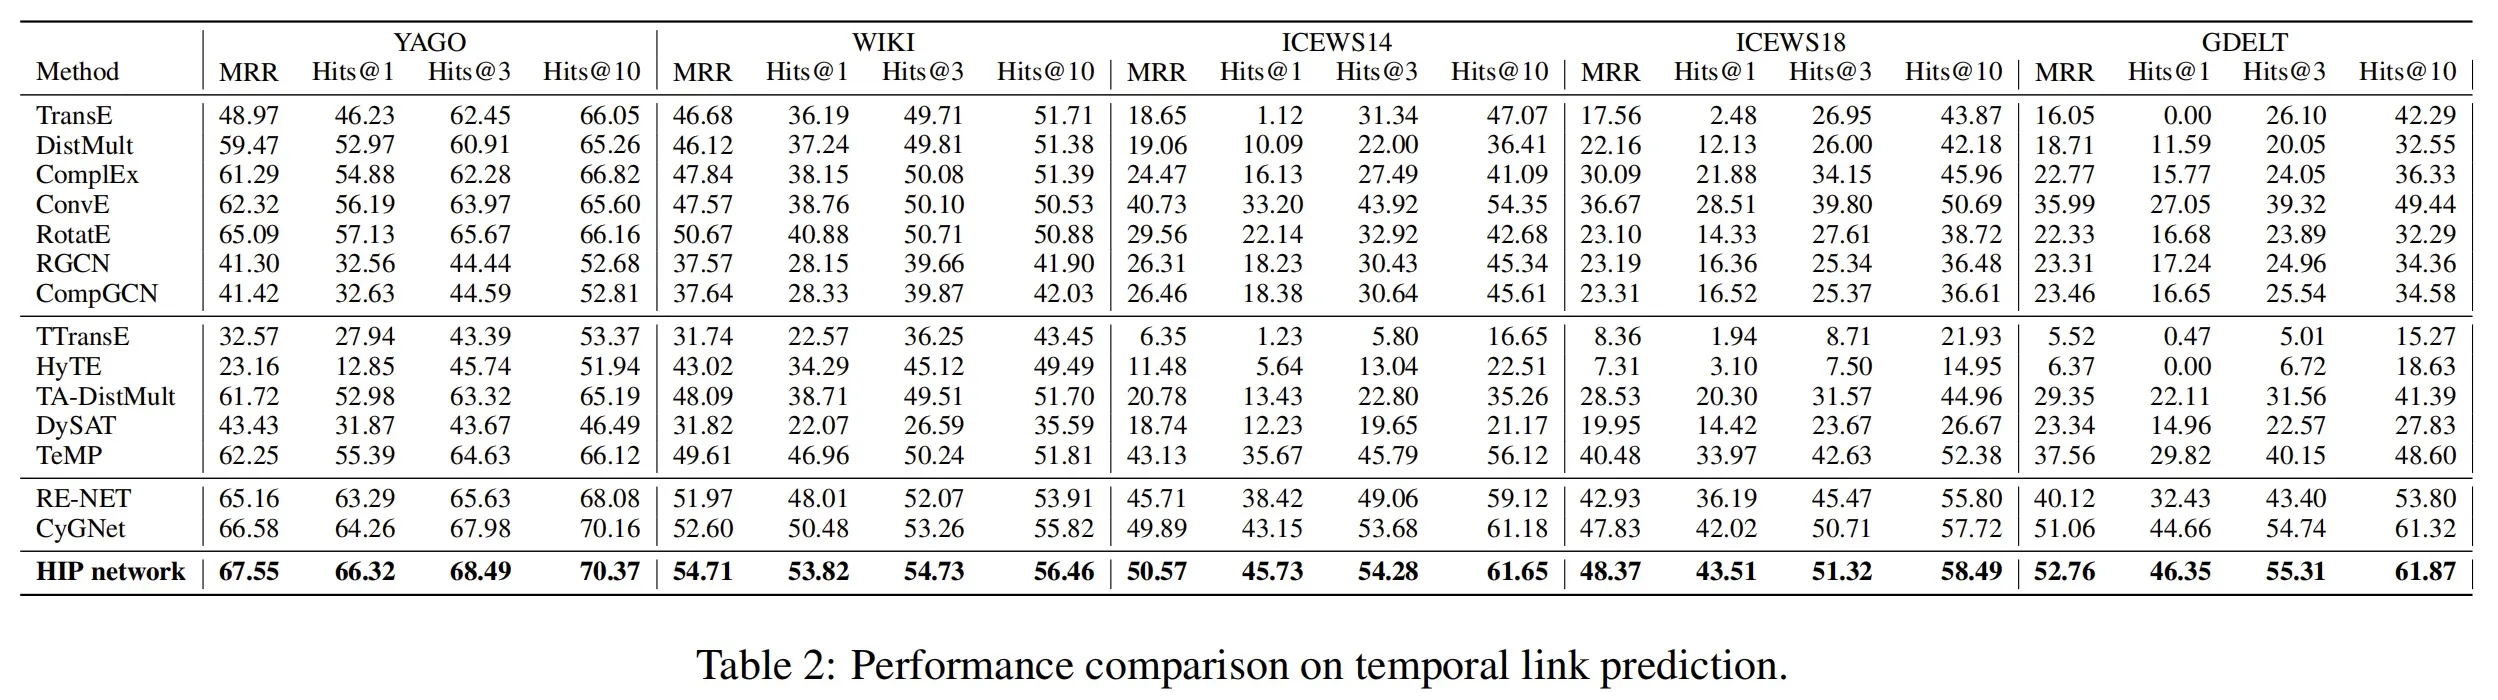 YAGO WIKI ICEWS14 ICEWS18 GDELT
Method MRR Hits@1 Hits@3 Hits@10 MRR Hits@1 Hits@3 Hits@10 MRR Hits@1 Hits@3 Hits@10 MRR Hits@1 Hits@3 Hits@10 MRR Hits@1 Hits@3 Hits@10
TransE 48.97 46.23 62.45 66.05 46.68 36.19 49.71 51.71 18.65 1.12 31.34 47.07 17.56 2.48 26.95 43.87 16.05 0.00 26.10 42.29
DistMult 59.47 52.97 60.91 65.26 46.12 37.24 49.81 51.38 19.06 10.09 22.00 36.41 22.16 12.13 26.00 42.18 18.71 11.59 20.05 32.55
ComplEx 61.29 54.88 62.28 66.82 47.84 38.15 50.08 51.39 24.47 16.13 27.49 41.09 30.09 21.88 34.15 45.96 22.77 15.77 24.05 36.33
ConvE 62.32 56.19 63.97 65.60 47.57 38.76 50.10 50.53 40.73 33.20 43.92 54.35 36.67 28.51 39.80 50.69 35.99 27.05 39.32 49.44
RotatE 65.09 57.13 65.67 66.16 50.67 40.88 50.71 50.88 29.56 22.14 32.92 42.68 23.10 14.33 27.61 38.72 22.33 16.68 23.89 32.29
RGCN 41.30 32.56 44.44 52.68 37.57 28.15 39.66 41.90 26.31 18.23 30.43 45.34 23.19 16.36 25.34 36.48 23.31 17.24 24.96 34.36
CompGCN 41.42 32.63 44.59 52.81 37.64 28.33 39.87 42.03 26.46 18.38 30.64 45.61 23.31 16.52 25.37 36.61 23.46 16.65 25.54 34.58
TTransE 32.57 27.94 43.39 53.37 31.74 22.57 36.25 43.45 6.35 1.23 5.80 16.65 8.36 1.94 8.71 21.93 5.52 0.47 5.01 15.27
HyTE 23.16 12.85 45.74 51.94 43.02 34.29 45.12 49.49 11.48 5.64 13.04 22.51 7.31 3.10 7.50 14.95 6.37 0.00 6.72 18.63
TA-DistMult 61.72 52.98 63.32 65.19 48.09 38.71 49.51 51.70 20.78 13.43 22.80 35.26 28.53 20.30 31.57 44.96 29.35 22.11 31.56 41.39
DySAT 43.43 31.87 43.67 46.49 31.82 22.07 26.59 35.59 18.74 12.23 19.65 21.17 19.95 14.42 23.67 26.67 23.34 14.96 22.57 27.83
TeMP 62.25 55.39 64.63 66.12 49.61 46.96 50.24 51.81 43.13 35.67 45.79 56.12 40.48 33.97 42.63 52.38 37.56 29.82 40.15 48.60
RE-NET 65.16 63.29 65.63 68.08 51.97 48.01 52.07 53.91 45.71 38.42 49.06 59.12 42.93 36.19 45.47 55.80 40.12 32.43 43.40 53.80
CyGNet 66.58 64.26 67.98 70.16 52.60 50.48 53.26 55.82 49.89 43.15 53.68 61.18 47.83 42.02 50.71 57.72 51.06 44.66 54.74 61.32
HIP network 67.55 66.32 68.49 70.37 54.71 53.82 54.73 56.46 50.57 45.73 54.28 61.65 48.37 43.51 51.32 58.49 52.76 46.35 55.31 61.87
Table 2: Performance comparison on temporal link prediction.